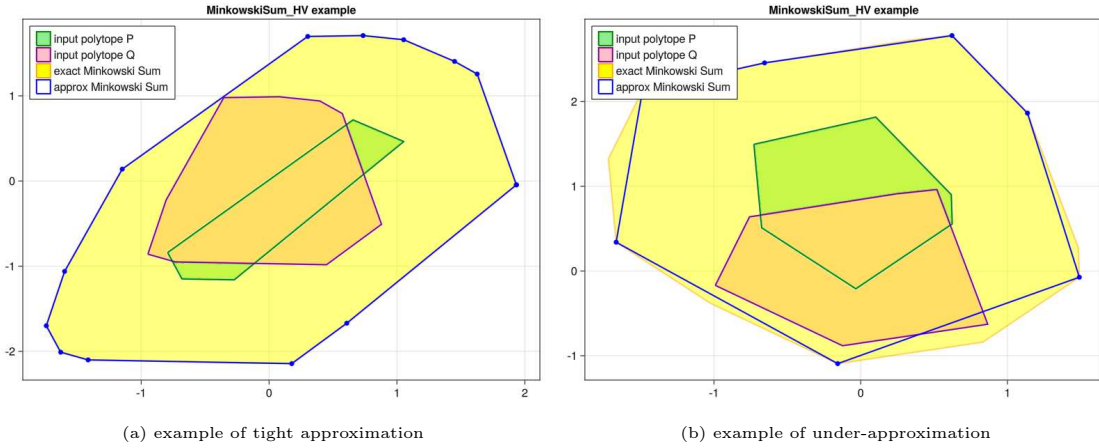 MinkowskiSum_HV example
input polytope P
input polytope Q
exact Minkowski Sum
approx Minkowski Sum
1
0
-1
-2
-1
0
1
2
(a) example of tight approximation
MinkowskiSum_HV example
input polytope P
input polytope Q
exact Minkowski Sum
approx Minkowski Sum
2
1
0
-1
-1
0
1
(b) example of under-approximation